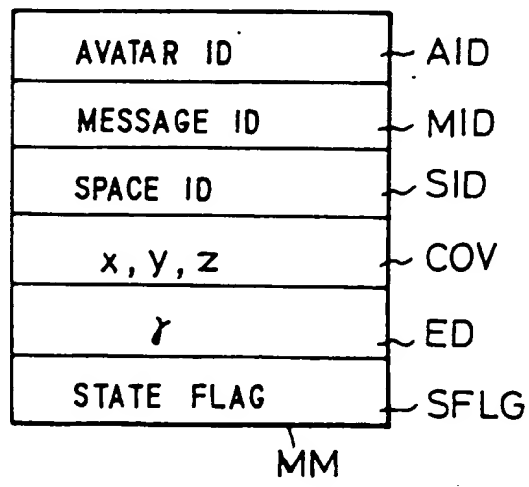 AVATAR ID AID
MESSAGE ID MID
SPACE ID SID
x, y, z COV
γ ED
STATE FLAG SFLG
MM